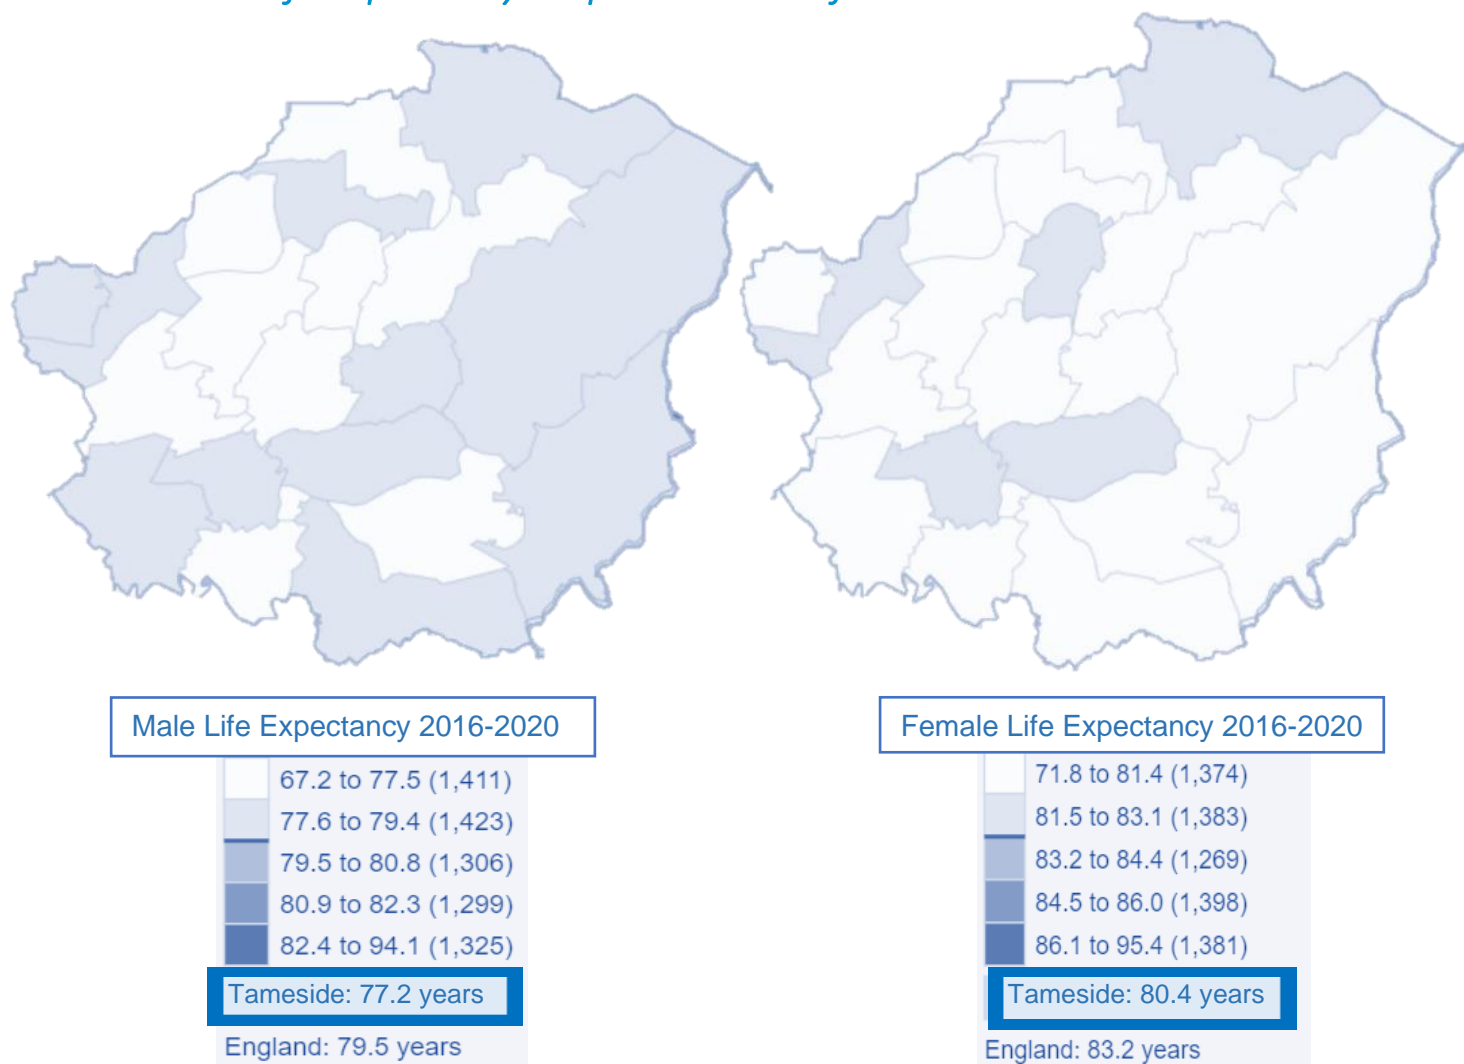 Male Life Expectancy 2016-2020
67.2 to 77.5 (1,411)
77.6 to 79.4 (1,423)
79.5 to 80.8 (1,306)
80.9 to 82.3 (1,299)
82.4 to 94.1 (1,325)
Tameside: 77.2 years
England: 79.5 years
Female Life Expectancy 2016-2020
71.8 to 81.4 (1,374)
81.5 to 83.1 (1,383)
83.2 to 84.4 (1,269)
84.5 to 86.0 (1,398)
86.1 to 95.4 (1,381)
Tameside: 80.4 years
England: 83.2 years